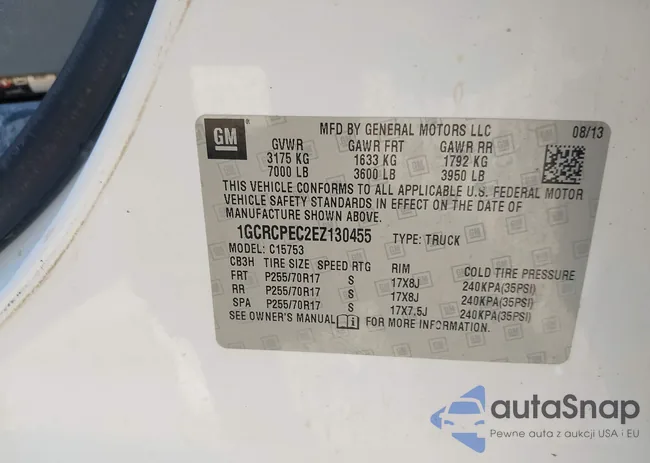 GM
MFD BY GENERAL MOTORS LLC 08/13
GVWR GAWR FRT GAWR RR
3175 KG 1633 KG 1792 KG
7000 LB 3600 LB 3950 LB
THIS VEHICLE CONFORMS TO ALL APPLICABLE U.S. FEDERAL MOTOR
VEHICLE SAFETY STANDARDS IN EFFECT ON THE DATE OF
MANUFACTURE SHOWN ABOVE.
1GCRCPEC2EZ130455 TYPE: TRUCK
MODEL: C15753
CB3H TIRE SIZE SPEED RTG RIM COLD TIRE PRESSURE
FRT P255/70R17 S 17X8J 240KPA(35PSI)
RR P255/70R17 S 17X8J 240KPA(35PSI)
SPA P255/70R17 S 17X7.5J 240KPA(35PSI)
SEE OWNER'S MANUAL FOR MORE INFORMATION.
autoSnap
Pewne auta z aukcji USA i EU